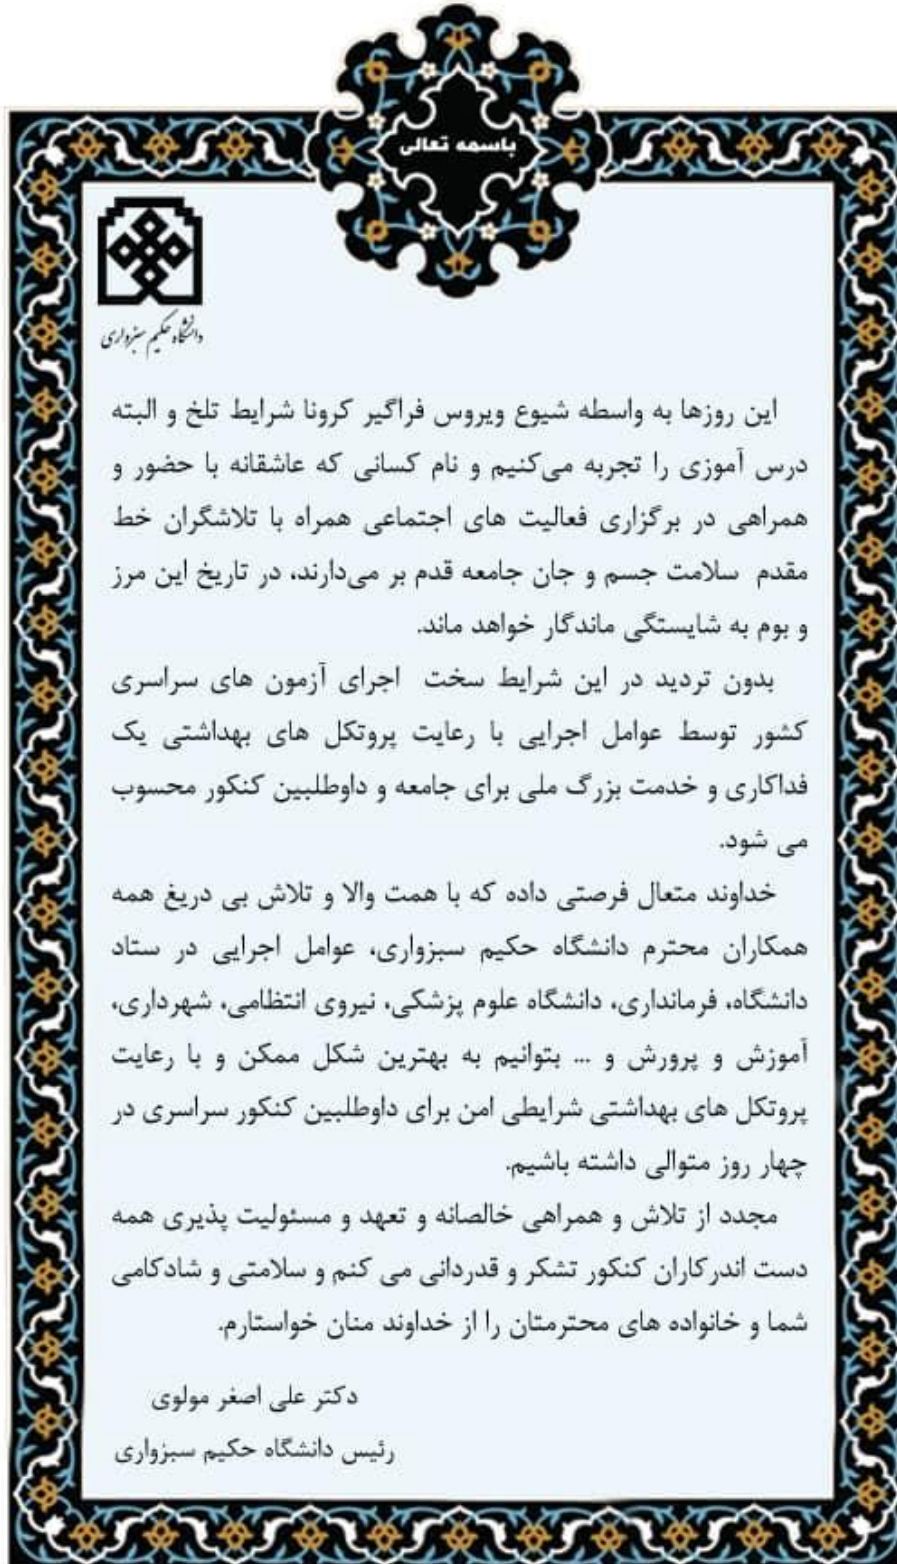 باسمه تعالی
دانشگاه حکیم سبزواری
این روزها به واسطه شیوع ویروس فراگیر کرونا شرایط تلخ و البته
درس آموزی را تجربه می‌کنیم و نام کسانی که عاشقانه با حضور و
همراهی در برگزاری فعالیت های اجتماعی همراه با تلاشگران خط
مقدم سلامت جسم و جان جامعه قدم بر می‌دارند، در تاریخ این مرز
و بوم به شایستگی ماندگار خواهد ماند.
بدون تردید در این شرایط سخت اجرای آزمون های سراسری
کشور توسط عوامل اجرایی با رعایت پروتکل های بهداشتی یک
فداکاری و خدمت بزرگ ملی برای جامعه و داوطلبین کنکور محسوب
می شود.
خداوند متعال فرصتی داده که با همت والا و تلاش بی دریغ همه
همکاران محترم دانشگاه حکیم سبزواری، عوامل اجرایی در ستاد
دانشگاه، فرمانداری، دانشگاه علوم پزشکی، نیروی انتظامی، شهرداری،
آموزش و پرورش و ... بتوانیم به بهترین شکل ممکن و با رعایت
پروتکل های بهداشتی شرایطی امن برای داوطلبین کنکور سراسری در
چهار روز متوالی داشته باشیم.
مجدد از تلاش و همراهی خالصانه و تعهد و مسئولیت پذیری همه
دست اندرکاران کنکور تشکر و قدردانی می کنم و سلامتی و شادکامی
شما و خانواده های محترمتان را از خداوند منان خواستارم.
دکتر علی اصغر مولوی
رئیس دانشگاه حکیم سبزواری